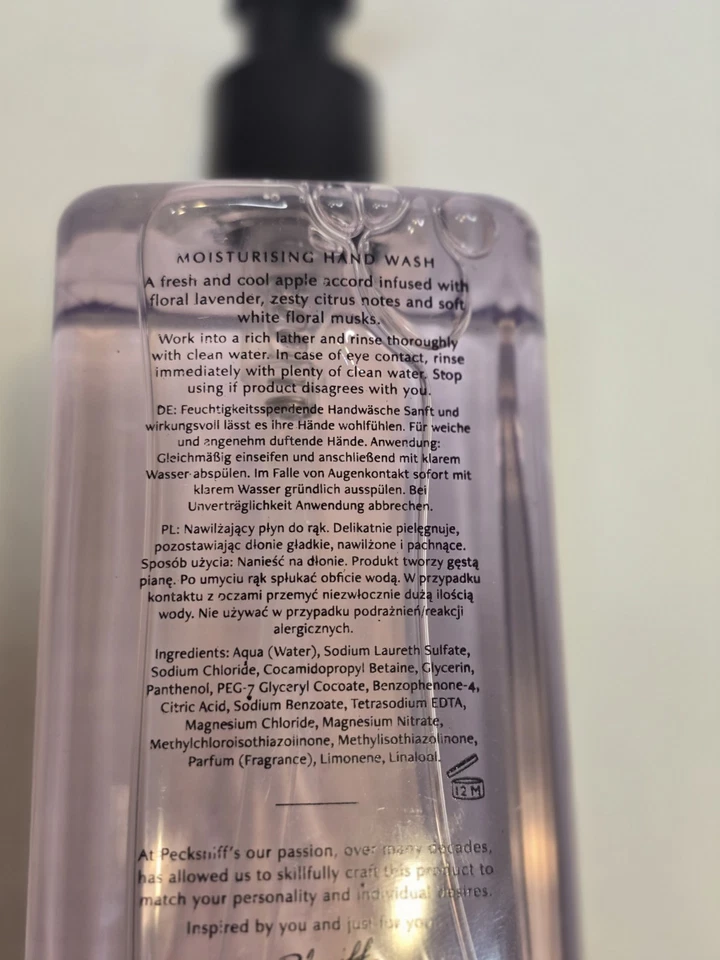 MOISTURISING HAND WASH
A fresh and cool apple accord infused with
floral lavender, zesty citrus notes and soft
white floral musks.
Work into a rich lather and rinse thoroughly
with clean water. In case of eye contact, rinse
immediately with plenty of clean water. Stop
using if product disagrees with you.
DE: Feuchtigkeitsspendende Handwäsche Sanft und
wirkungsvoll lässt es ihre Hände wohlfühlen. Für weiche
und angenehm duftende Hände. Anwendung:
Gleichmäßig einseifen und anschließend mit klarem
Wasser abspülen. Im Falle von Augenkontakt sofort mit
klarem Wasser gründlich ausspülen. Bei
Unverträglichkeit Anwendung abbrechen.
PL: Nawilżający płyn do rąk. Delikatnie pielęgnuje,
pozostawiając dłonie gładkie, nawilżone i pachnące.
Sposób użycia: Nanieść na dłonie. Produkt tworzy gęstą
pianę. Po umyciu rąk spłukać obficie wodą. W przypadku
kontaktu z oczami przemyć niezwłocznie dużą ilością
wody. Nie używać w przypadku podrażnień/reakcji
alergicznych.
Ingredients: Aqua (Water), Sodium Laureth Sulfate,
Sodium Chloride, Cocamidopropyl Betaine, Glycerin,
Panthenol, PEG-7 Glyceryl Cocoate, Benzophenone-4,
Citric Acid, Sodium Benzoate, Tetrasodium EDTA,
Magnesium Chloride, Magnesium Nitrate,
Methylchloroisothiazolinone, Methylisothiazolinone,
Parfum (Fragrance), Limonene, Linalool.
12 M
At Pecksniff's our passion, over many decades,
has allowed us to skillfully craft this product to
match your personality and individual desires.
Inspired by you and just for you